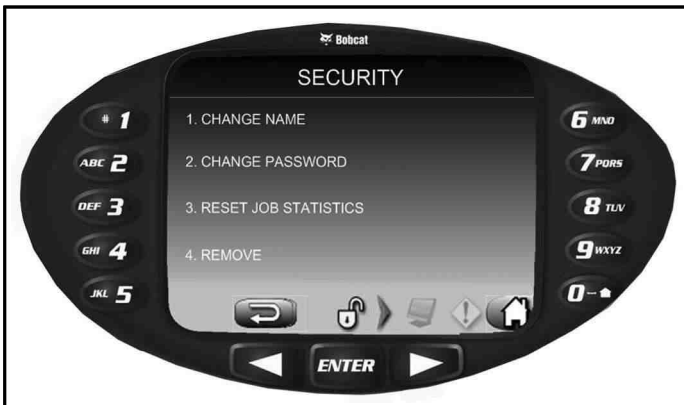 Bobcat
SECURITY
# 1
1. CHANGE NAME
6 MNO
ABC 2
2. CHANGE PASSWORD
7 PQRS
DEF 3
3. RESET JOB STATISTICS
8 TUV
GHI 4
4. REMOVE
9 WXYZ
JKL 5
0
ENTER